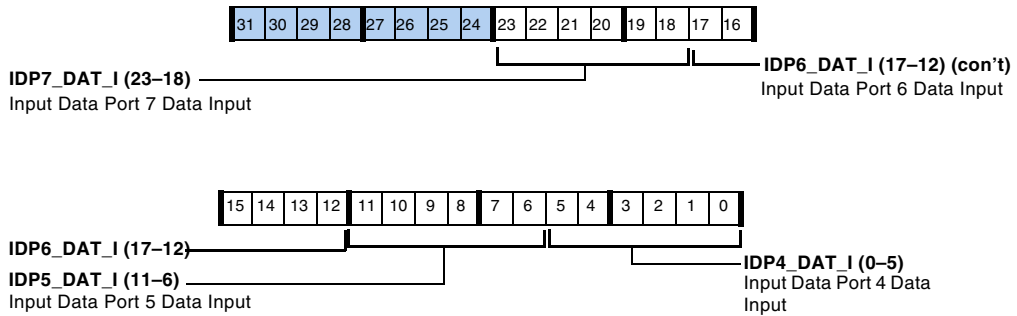 31 30 29 28 27 26 25 24 23 22 21 20 19 18 17 16
IDP7_DAT_I (23–18)
Input Data Port 7 Data Input
IDP6_DAT_I (17–12) (con't)
Input Data Port 6 Data Input
15 14 13 12 11 10 9 8 7 6 5 4 3 2 1 0
IDP6_DAT_I (17–12)
IDP5_DAT_I (11–6)
Input Data Port 5 Data Input
IDP4_DAT_I (0–5)
Input Data Port 4 Data
Input